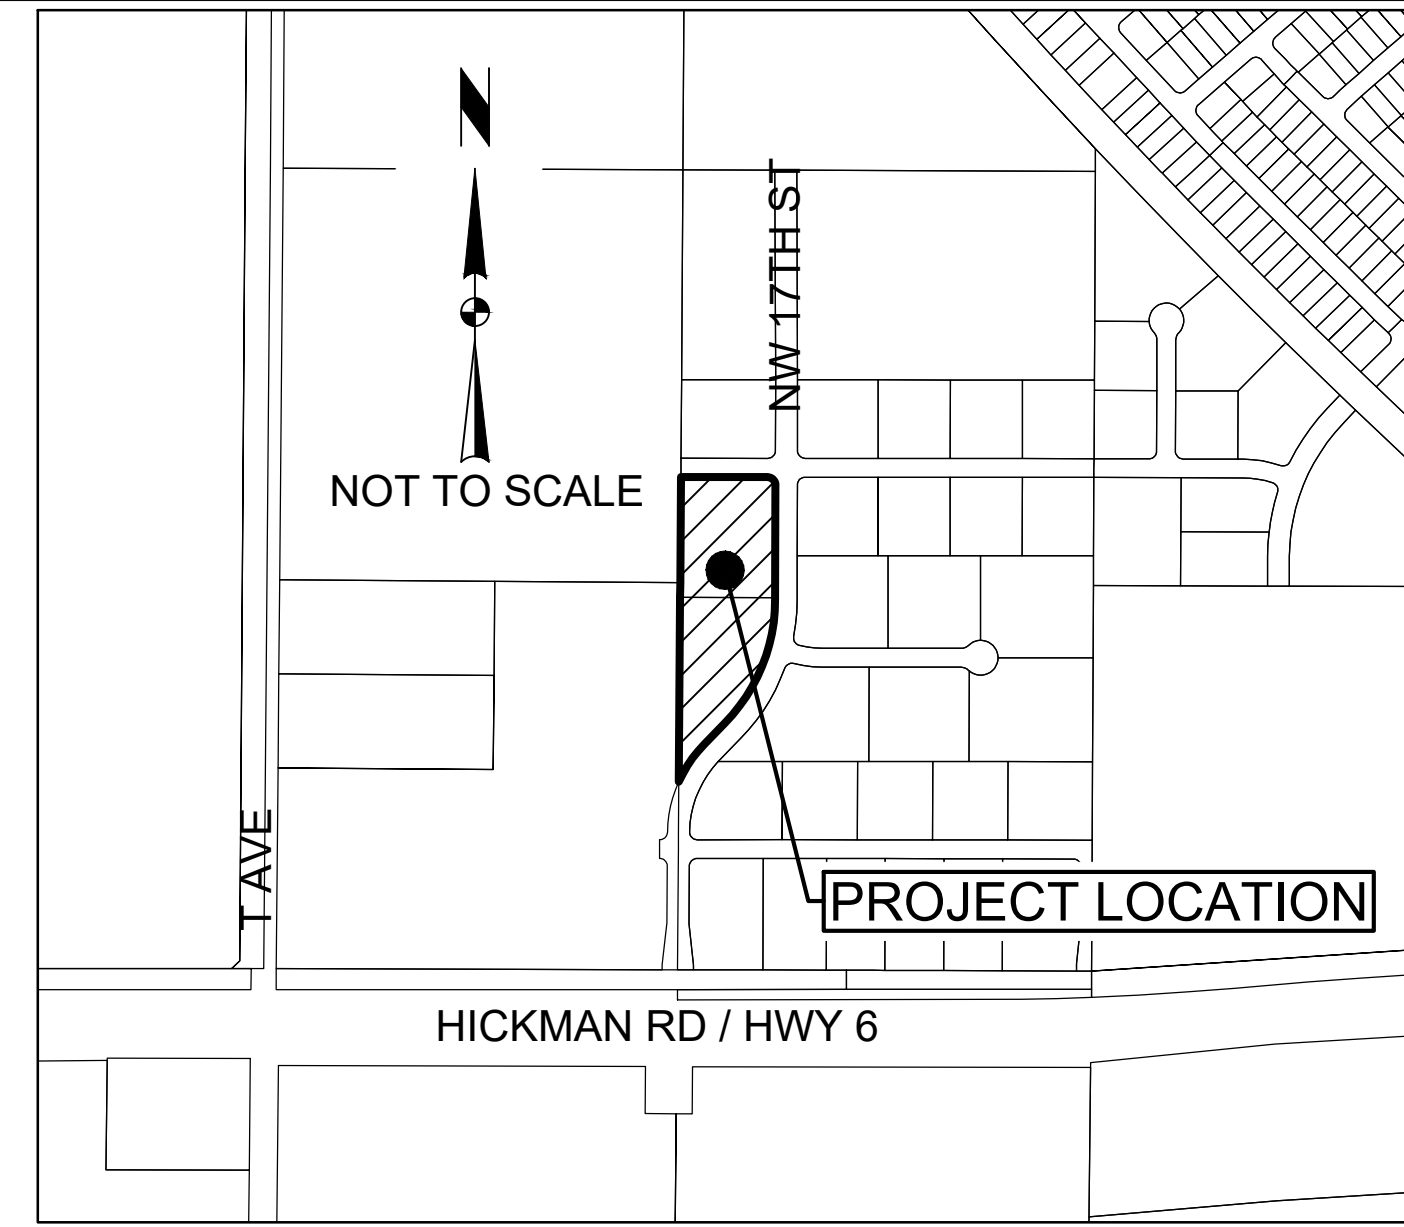 N
NW 17TH ST
NOT TO SCALE
T AVE
PROJECT LOCATION
HICKMAN RD / HWY 6